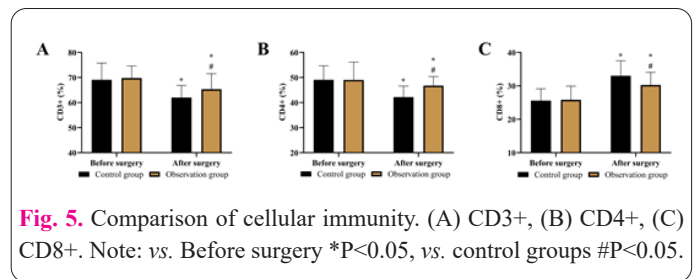 A
B
C
80
70
60
50
40
CD3+ (%)
*
*
#
Before surgery
After surgery
Control group
Observation group
60
50
40
30
20
CD4+ (%)
*
*
#
Before surgery
After surgery
Control group
Observation group
40
30
20
10
CD8+ (%)
*
*
#
Before surgery
After surgery
Control group
Observation group
Fig. 5. Comparison of cellular immunity. (A) CD3+, (B) CD4+, (C)
CD8+. Note: vs. Before surgery *P<0.05, vs. control groups #P<0.05.